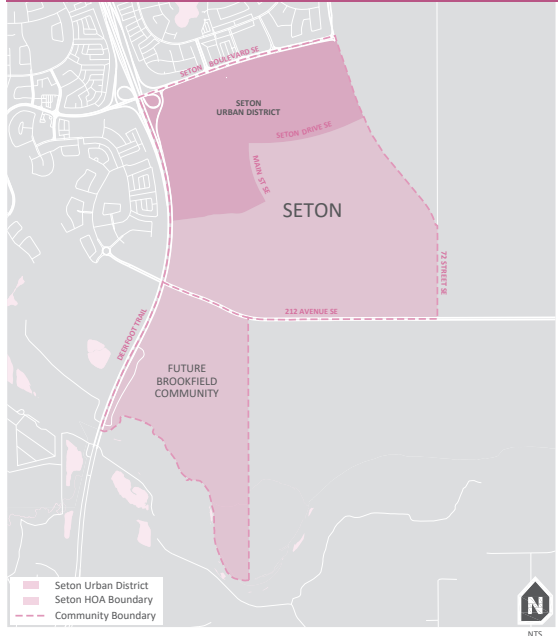 SETON BOULEVARD SE
SETON
URBAN DISTRICT
SETON DRIVE SE
MAIN ST SE
SETON
72 STREET SE
212 AVENUE SE
DEERFOOT TRAIL
FUTURE
BROOKFIELD
COMMUNITY
Seton Urban District
Seton HOA Boundary
Community Boundary
N
NTS